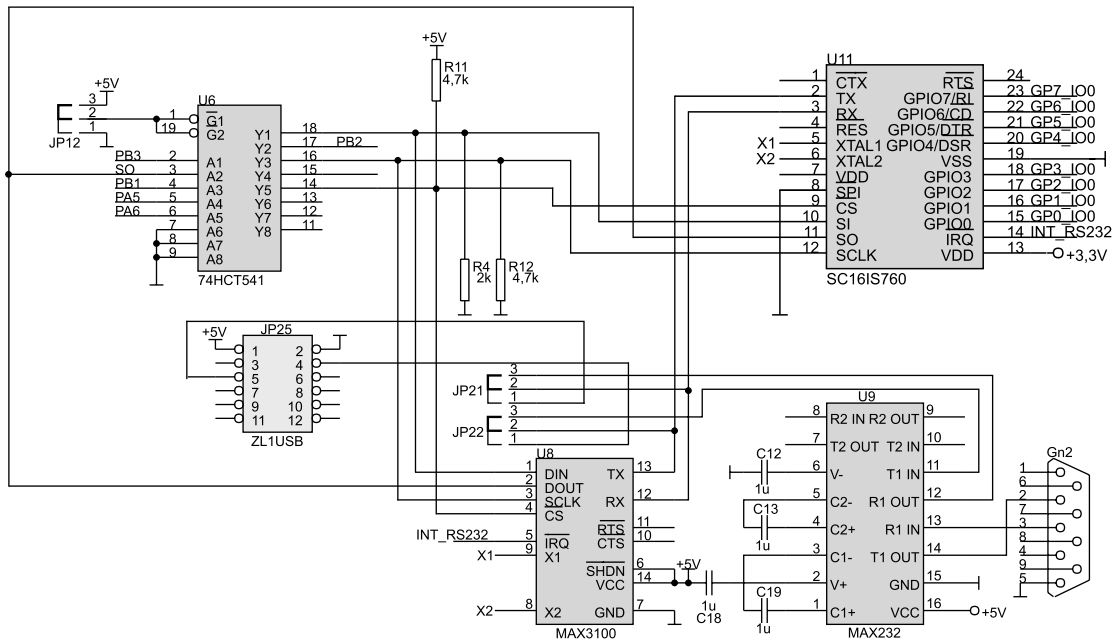 +5V
R11
4,7k
U11
1 CTX RTS 24
2 TX GPIO7/RI 23 GP7_IO0
3 RX GPIO6/CD 22 GP6_IO0
4 RES GPIO5/DTR 21 GP5_IO0
X1 5 XTAL1 GPIO4/DSR 20 GP4_IO0
X2 6 XTAL2 VSS 19
7 VDD GPIO3 18 GP3_IO0
8 SPI GPIO2 17 GP2_IO0
9 CS GPIO1 16 GP1_IO0
10 SI GPIO0 15 GP0_IO0
11 SO IRQ 14 INT_RS232
12 SCLK VDD 13 +3,3V
SC16IS760
+5V
3
2
1
JP12
U6
1 G1
19 G2
Y1 18
Y2 17 PB2
PB3 2 A1 Y3 16
SO 3 A2 Y4 15
PB1 4 A3 Y5 14
PA5 5 A4 Y6 13
PA6 6 A5 Y7 12
7 A6 Y8 11
8 A7
9 A8
74HCT541
R4
2k
R12
4,7k
+5V
JP25
1 2
3 4
5 6
7 8
9 10
11 12
ZL1USB
JP21
3
2
1
JP22
3
2
1
U8
1 DIN TX 13
2 DOUT
3 SCLK RX 12
4 CS
RTS 11
INT_RS232 5 IRQ CTS 10
X1 9 X1
SHDN 6
VCC 14
X2 8 X2 GND 7
MAX3100
+5V
1u
C18
C12
1u
C13
1u
C19
1u
U9
8 R2 IN R2 OUT 9
7 T2 OUT T2 IN 10
6 V- T1 IN 11
5 C2- R1 OUT 12
4 C2+ R1 IN 13
3 C1- T1 OUT 14
2 V+ GND 15
1 C1+ VCC 16 +5V
MAX232
Gn2
1
6
2
7
3
8
4
9
5